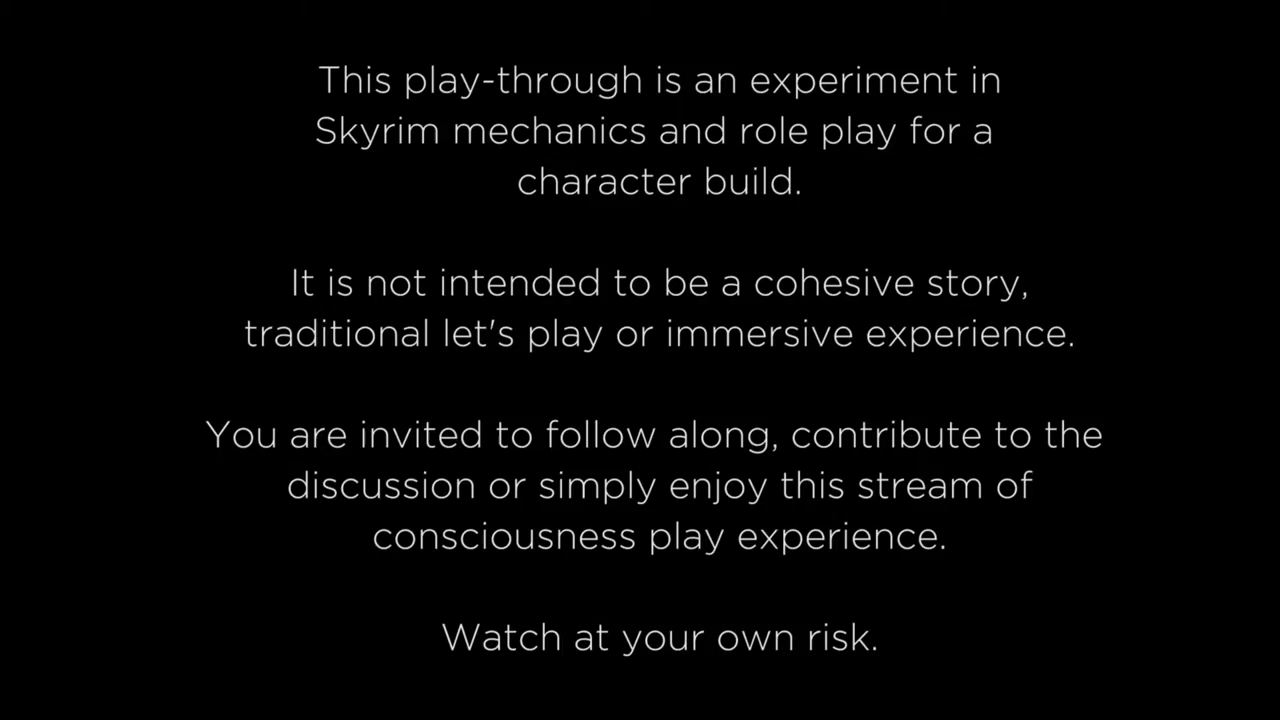 This play-through is an experiment in
Skyrim mechanics and role play for a
character build.
It is not intended to be a cohesive story,
traditional let's play or immersive experience.
You are invited to follow along, contribute to the
discussion or simply enjoy this stream of
consciousness play experience.
Watch at your own risk.